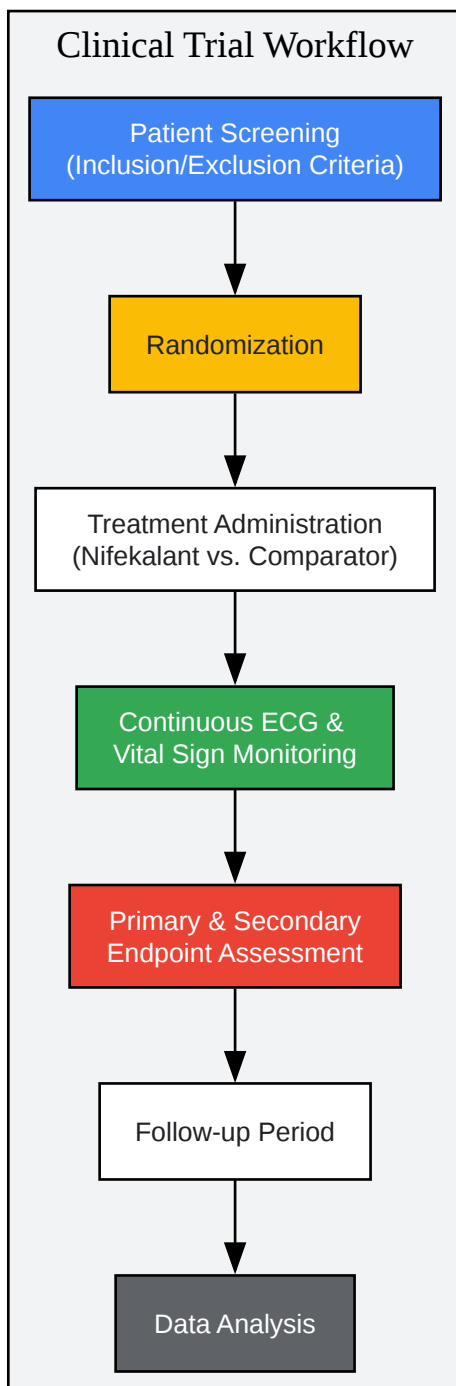 Clinical Trial Workflow
Patient Screening
(Inclusion/Exclusion Criteria)
Randomization
Treatment Administration
(Nifekalant vs. Comparator)
Continuous ECG &
Vital Sign Monitoring
Primary & Secondary
Endpoint Assessment
Follow-up Period
Data Analysis